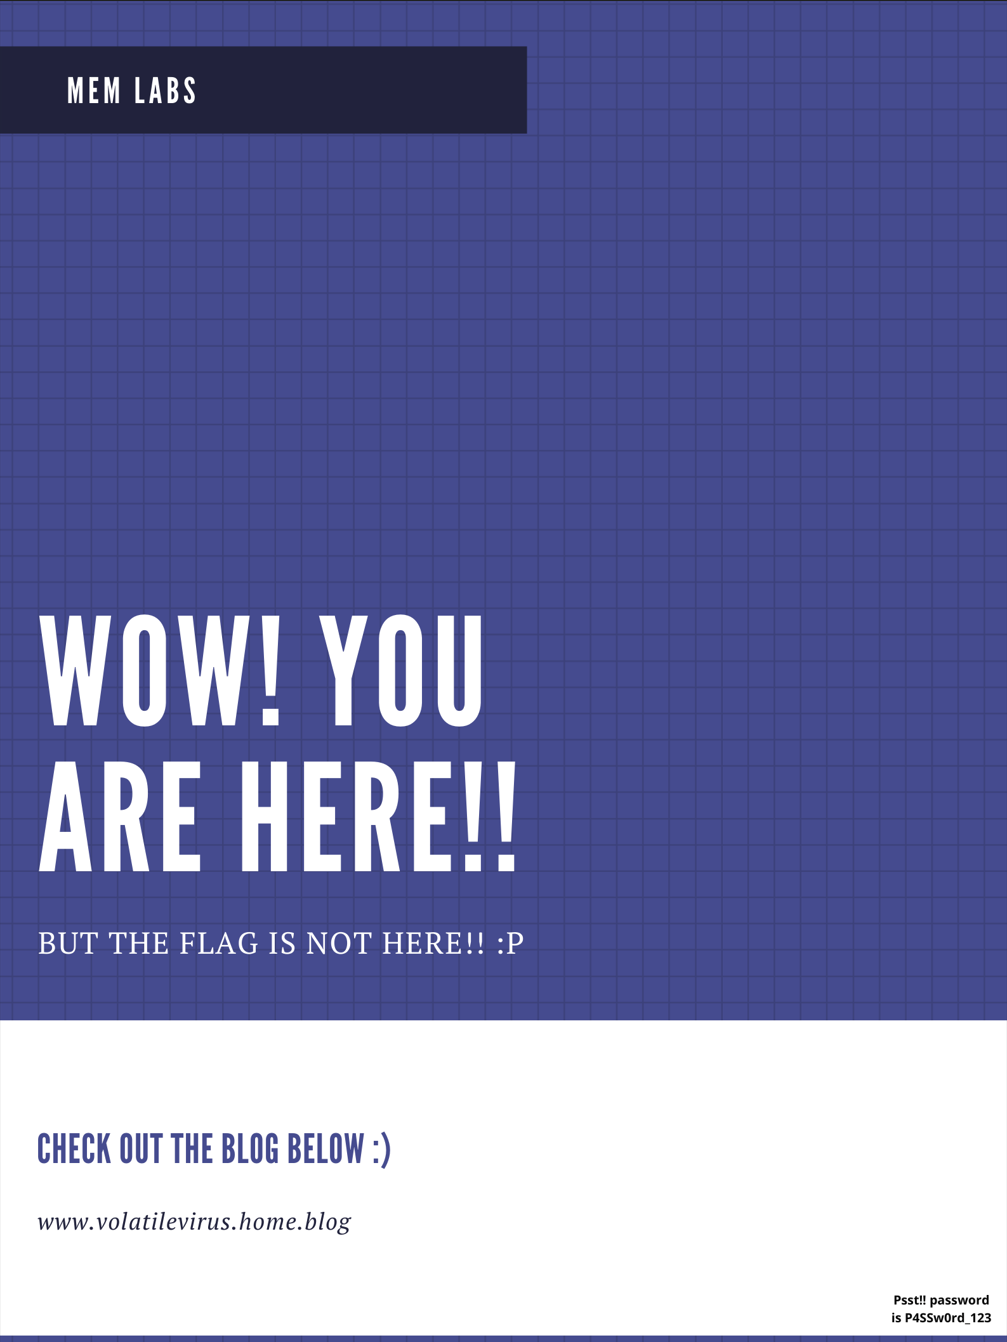 MEM LABS
WOW! YOU
ARE HERE!!
BUT THE FLAG IS NOT HERE!! :P
CHECK OUT THE BLOG BELOW :)
www.volatilevirus.home.blog
Psst!! password
is P4SSw0rd_123